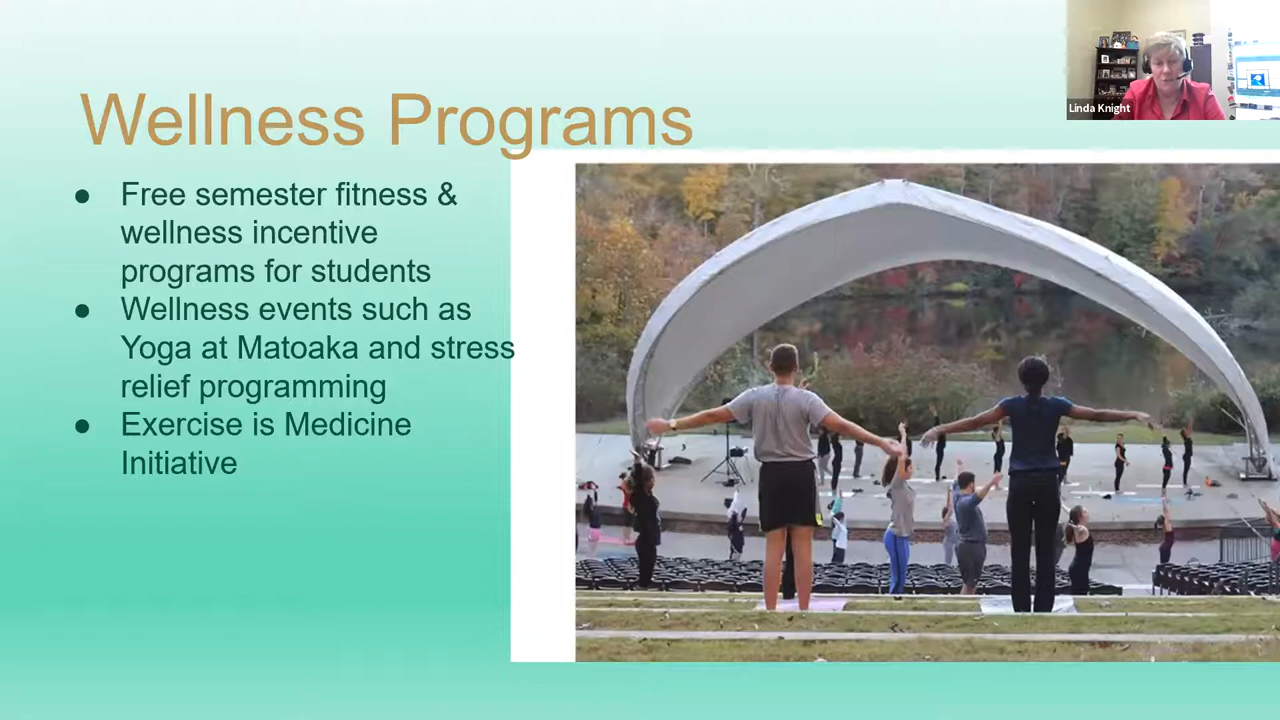 Linda Knight
Wellness Programs
● Free semester fitness &
wellness incentive
programs for students
● Wellness events such as
Yoga at Matoaka and stress
relief programming
● Exercise is Medicine
Initiative